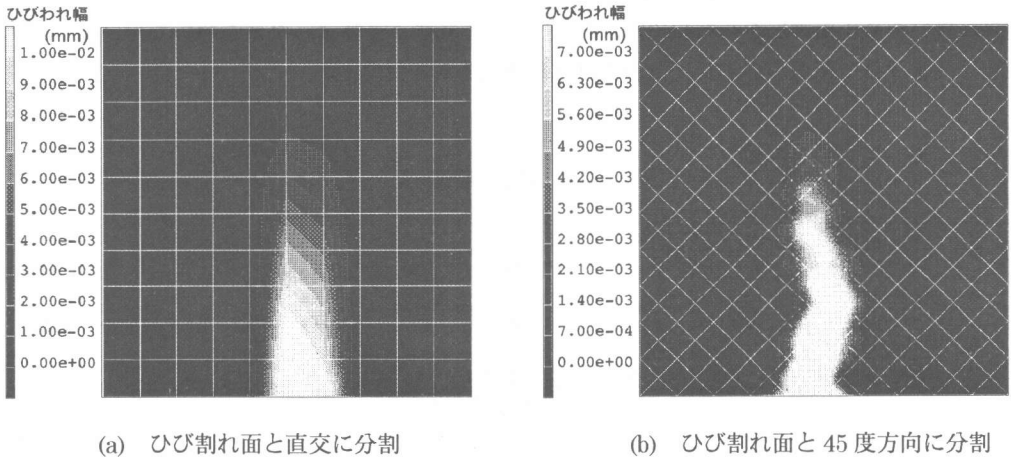 ひびわれ幅
(mm)
1.00e-02
9.00e-03
8.00e-03
7.00e-03
6.00e-03
5.00e-03
4.00e-03
3.00e-03
2.00e-03
1.00e-03
0.00e+00
(a) ひび割れ面と直交に分割
ひびわれ幅
(mm)
7.00e-03
6.30e-03
5.60e-03
4.90e-03
4.20e-03
3.50e-03
2.80e-03
2.10e-03
1.40e-03
7.00e-04
0.00e+00
(b) ひび割れ面と 45 度方向に分割